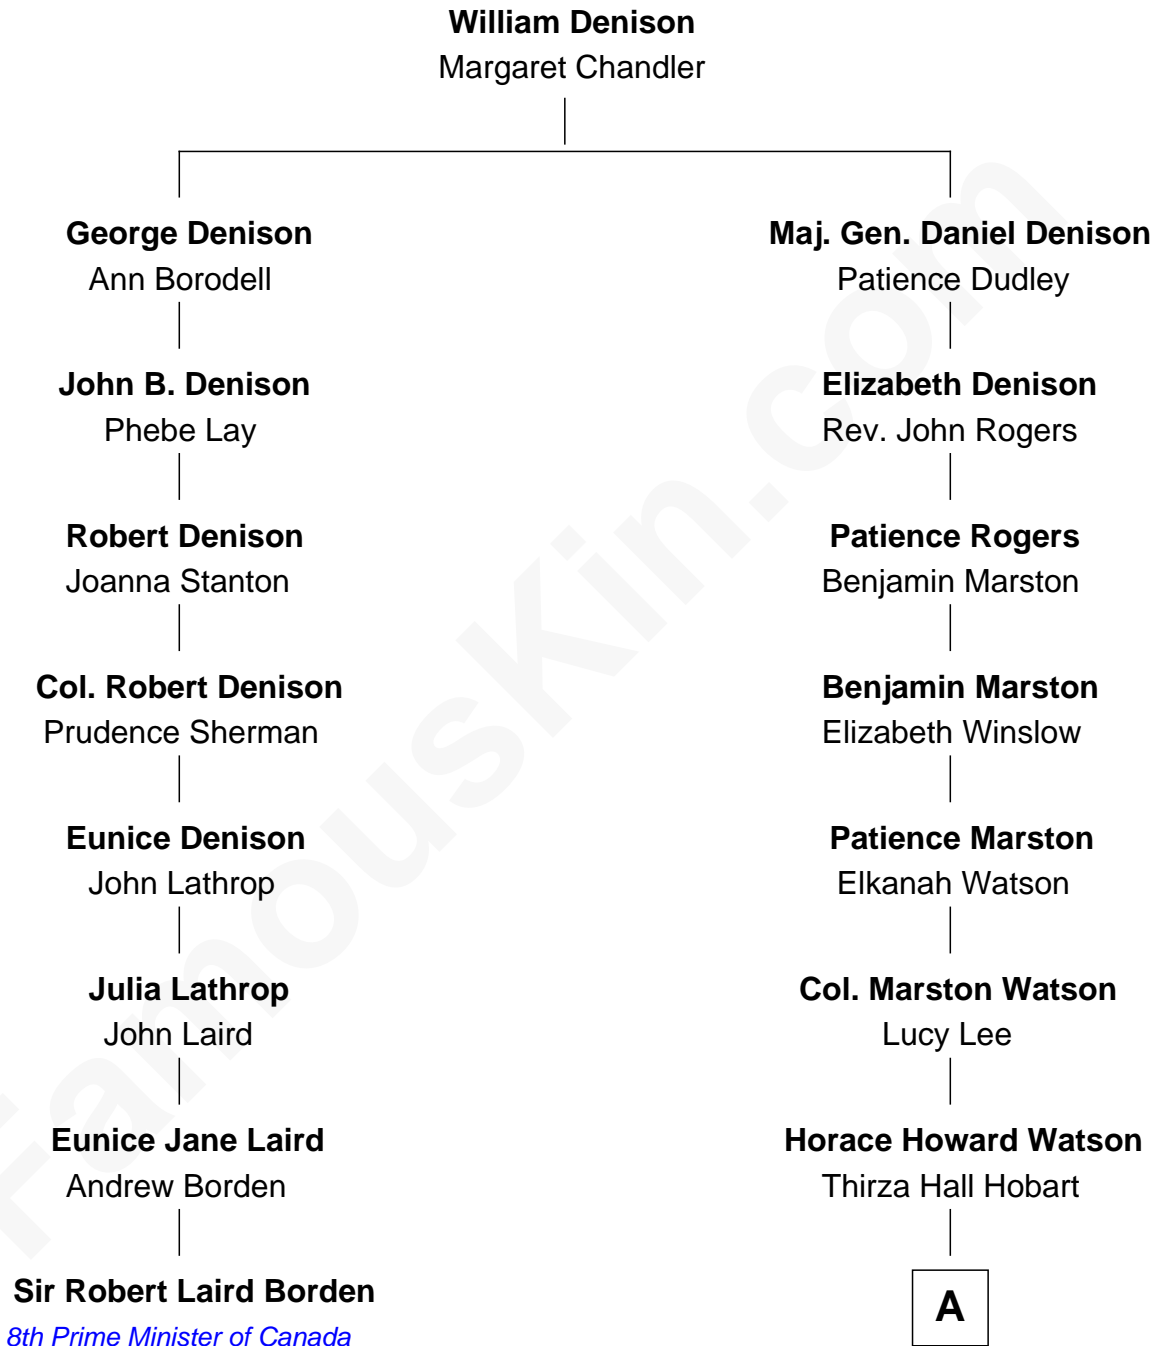 William Denison
Margaret Chandler
George Denison
Ann Borodell
Maj. Gen. Daniel Denison
Patience Dudley
John B. Denison
Phebe Lay
Elizabeth Denison
Rev. John Rogers
Robert Denison
Joanna Stanton
Patience Rogers
Benjamin Marston
Col. Robert Denison
Prudence Sherman
Benjamin Marston
Elizabeth Winslow
Eunice Denison
John Lathrop
Patience Marston
Elkanah Watson
Julia Lathrop
John Laird
Col. Marston Watson
Lucy Lee
Eunice Jane Laird
Andrew Borden
Horace Howard Watson
Thirza Hall Hobart
Sir Robert Laird Borden
8th Prime Minister of Canada
A
FamousKin.com